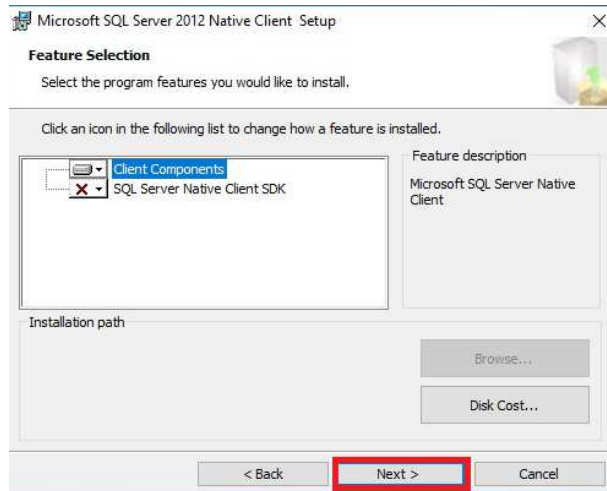 Microsoft SQL Server 2012 Native Client Setup
Feature Selection
Select the program features you would like to install.
Click an icon in the following list to change how a feature is installed.
Client Components
SQL Server Native Client SDK
Feature description
Microsoft SQL Server Native
Client
Installation path
Browse...
Disk Cost...
< Back
Next >
Cancel